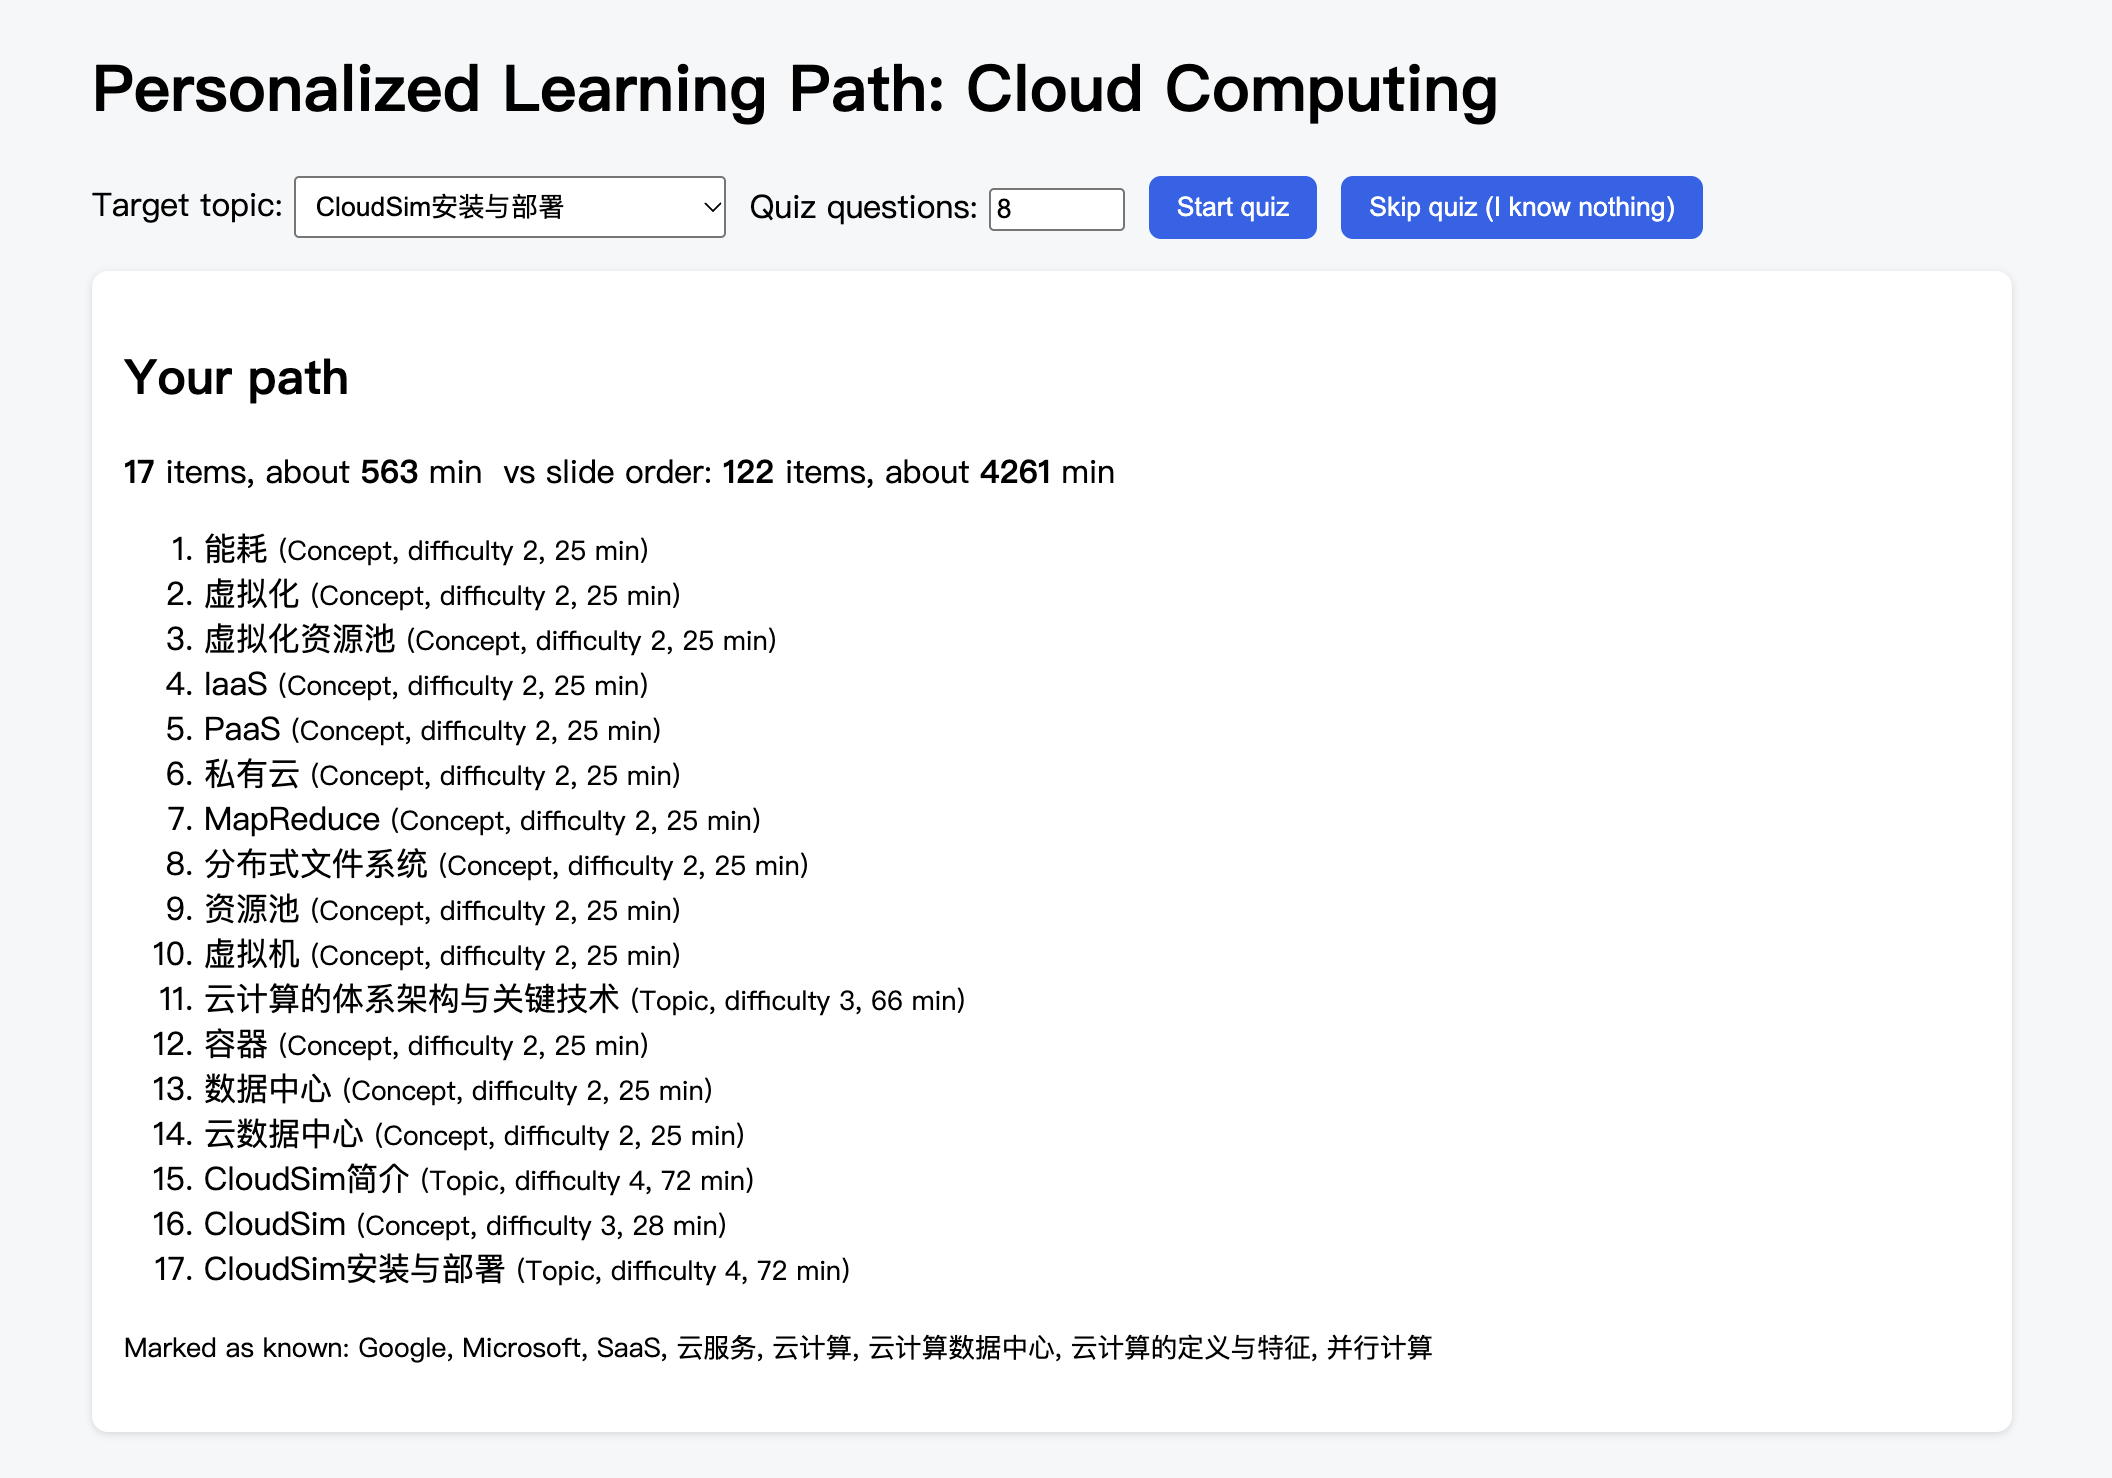 Personalized Learning Path: Cloud Computing
Target topic: CloudSim安装与部署 Quiz questions: 8 Start quiz Skip quiz (I know nothing)
Your path
17 items, about 563 min vs slide order: 122 items, about 4261 min
1. 能耗 (Concept, difficulty 2, 25 min)
2. 虚拟化 (Concept, difficulty 2, 25 min)
3. 虚拟化资源池 (Concept, difficulty 2, 25 min)
4. IaaS (Concept, difficulty 2, 25 min)
5. PaaS (Concept, difficulty 2, 25 min)
6. 私有云 (Concept, difficulty 2, 25 min)
7. MapReduce (Concept, difficulty 2, 25 min)
8. 分布式文件系统 (Concept, difficulty 2, 25 min)
9. 资源池 (Concept, difficulty 2, 25 min)
10. 虚拟机 (Concept, difficulty 2, 25 min)
11. 云计算的体系架构与关键技术 (Topic, difficulty 3, 66 min)
12. 容器 (Concept, difficulty 2, 25 min)
13. 数据中心 (Concept, difficulty 2, 25 min)
14. 云数据中心 (Concept, difficulty 2, 25 min)
15. CloudSim简介 (Topic, difficulty 4, 72 min)
16. CloudSim (Concept, difficulty 3, 28 min)
17. CloudSim安装与部署 (Topic, difficulty 4, 72 min)
Marked as known: Google, Microsoft, SaaS, 云服务, 云计算, 云计算数据中心, 云计算的定义与特征, 并行计算